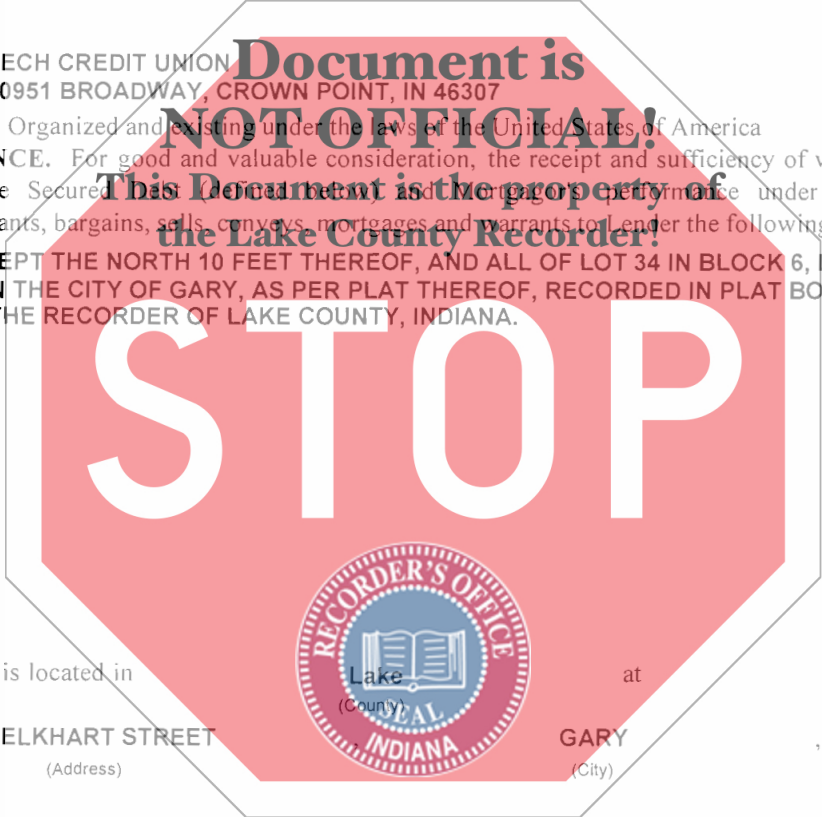 ECH CREDIT UNION
Document is
0951 BROADWAY, CROWN POINT, IN 46307
NOT OFFICIAL!
Organized and existing under the laws of the United States of America
NCE. For good and valuable consideration, the receipt and sufficiency of
This Document is the property of
e Secured Debt (defined below) and Mortgagor's performance under
ants, bargains, sells, conveys, mortgages and warrants to Lender the following
the Lake County Recorder!
EPT THE NORTH 10 FEET THEREOF, AND ALL OF LOT 34 IN BLOCK 6,
THE CITY OF GARY, AS PER PLAT THEREOF, RECORDED IN PLAT BO
HE RECORDER OF LAKE COUNTY, INDIANA.
STOP
RECORDER'S OFFICE
is located in Lake at
(County)
SEAL
INDIANA
ELKHART STREET , GARY ,
(Address) (City)